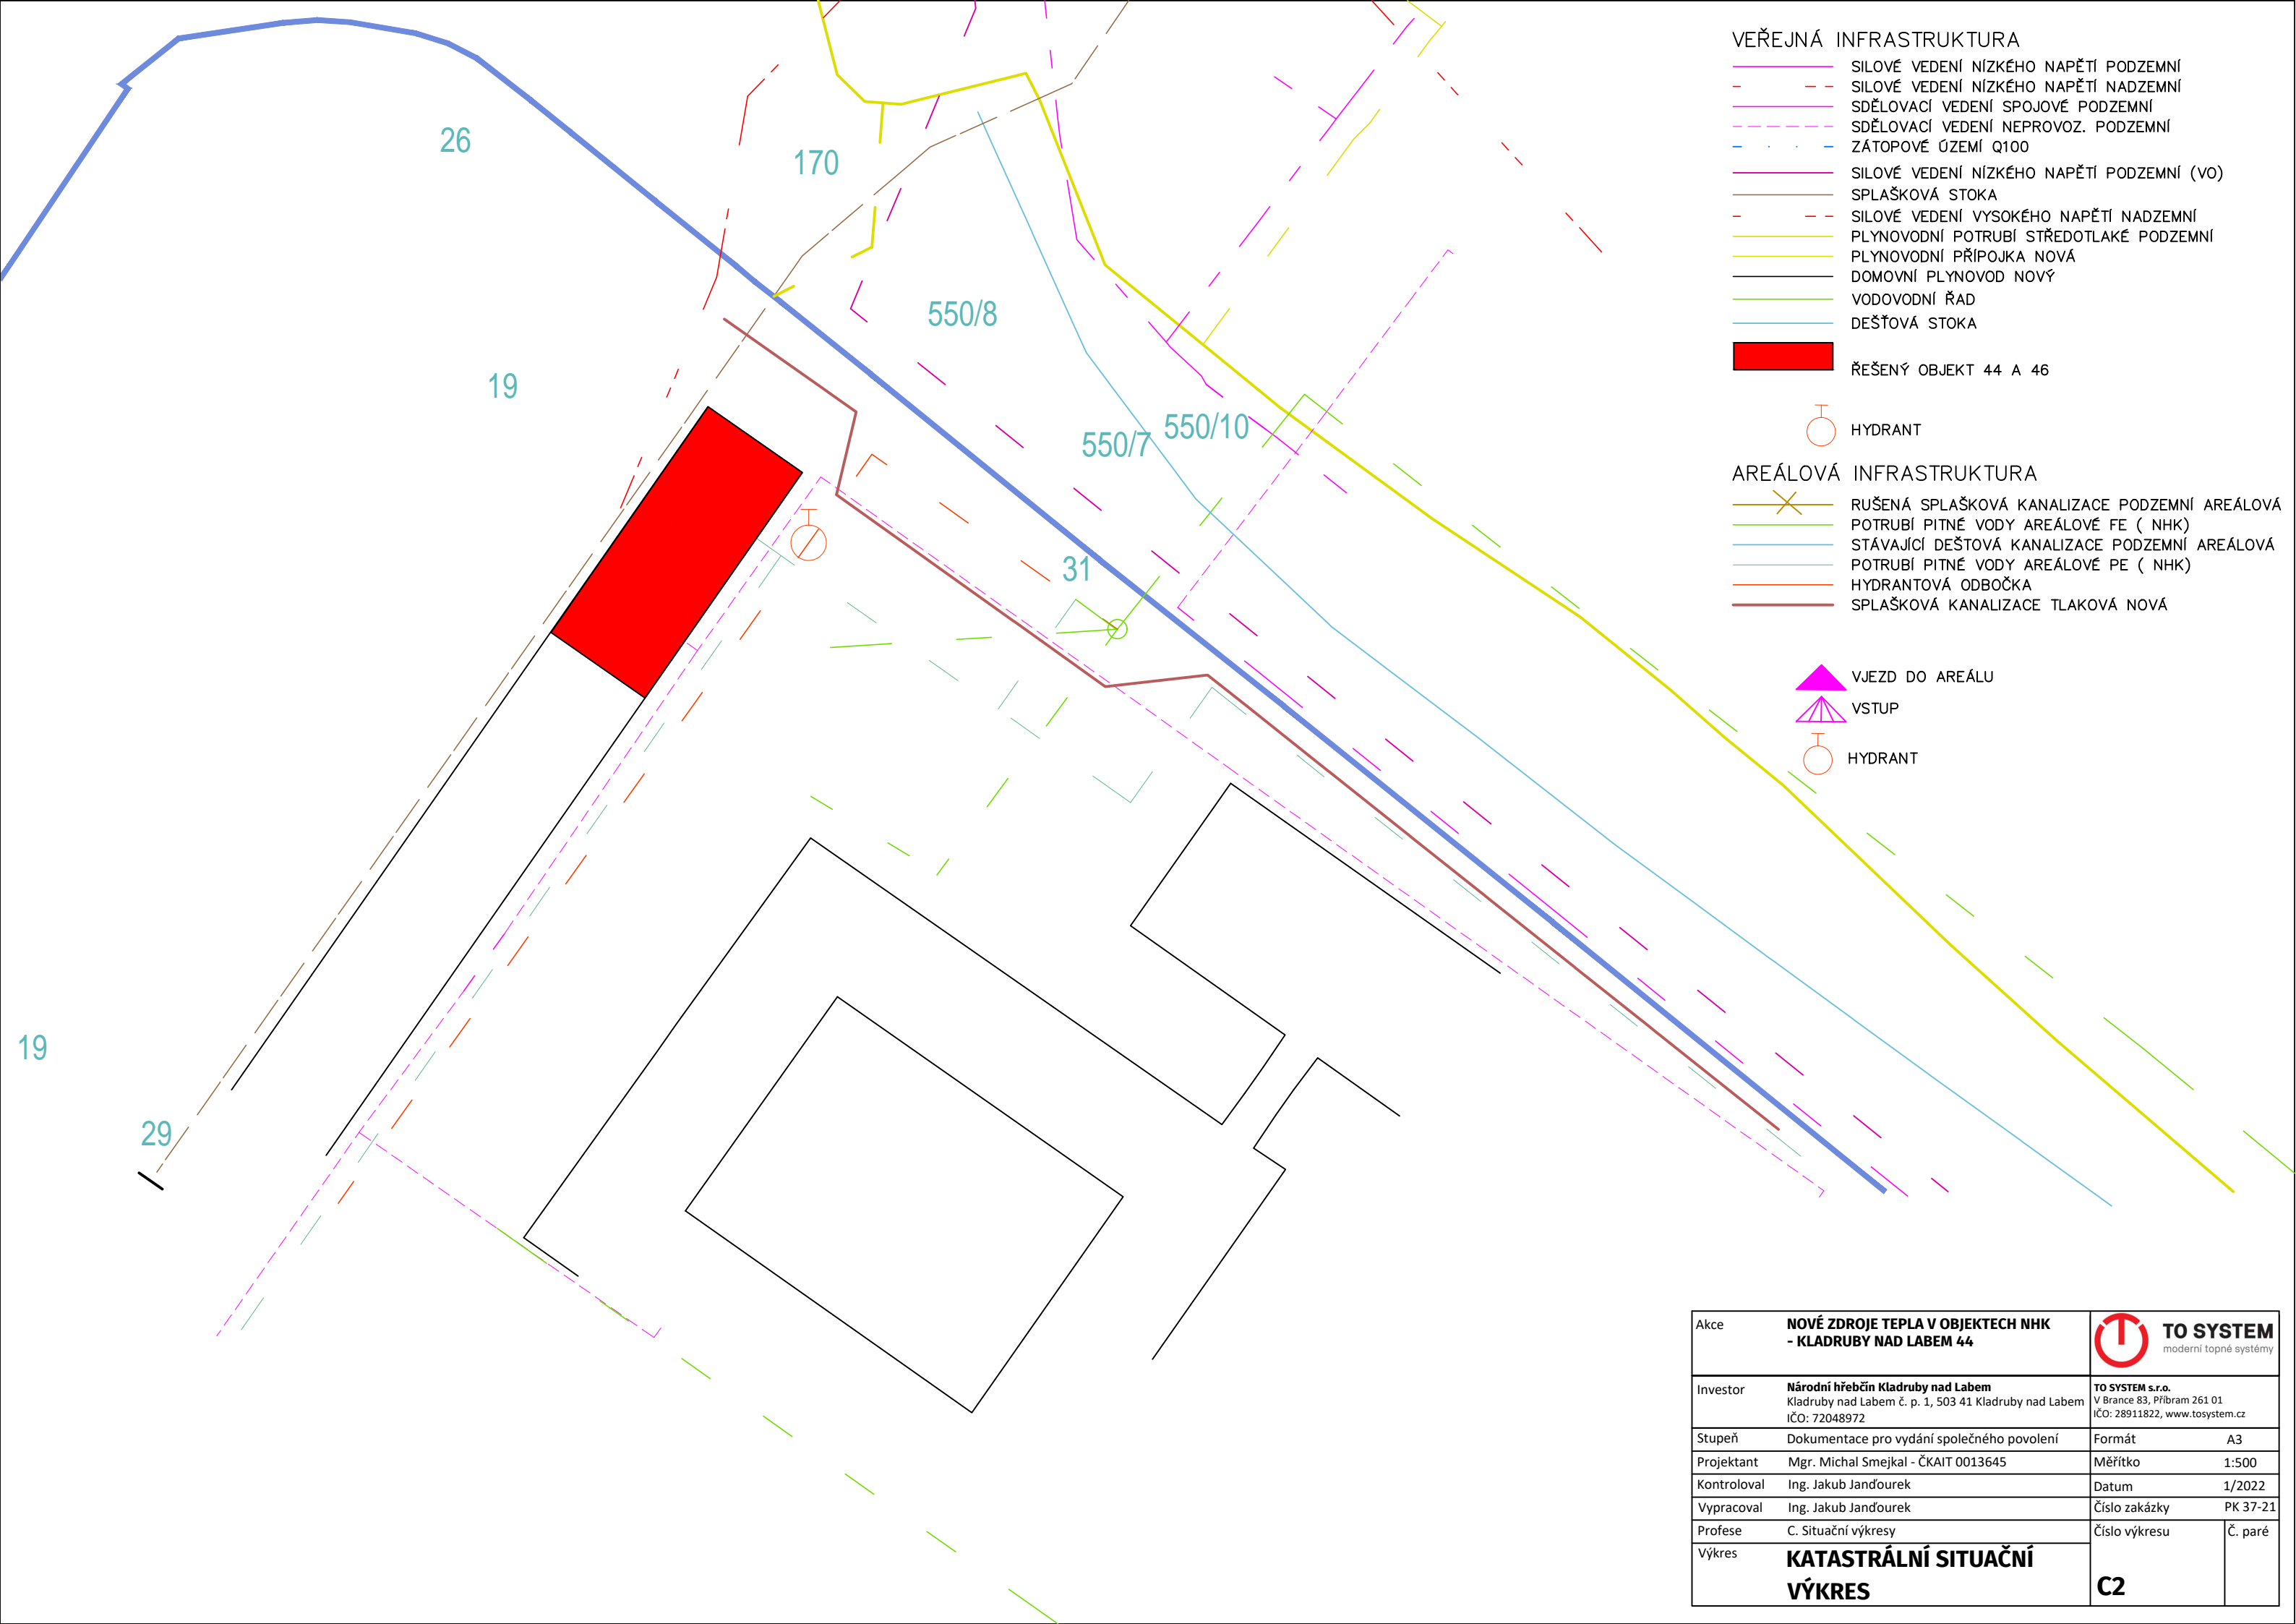 26
170
550/8
19
550/7
550/10
31
19
29
VEŘEJNÁ INFRASTRUKTURA
SILOVÉ VEDENÍ NÍZKÉHO NAPĚTÍ PODZEMNÍ
SILOVÉ VEDENÍ NÍZKÉHO NAPĚTÍ NADZEMNÍ
SDĚLOVACÍ VEDENÍ SPOJOVÉ PODZEMNÍ
SDĚLOVACÍ VEDENÍ NEPROVOZ. PODZEMNÍ
ZÁTOPOVÉ ÚZEMÍ Q100
SILOVÉ VEDENÍ NÍZKÉHO NAPĚTÍ PODZEMNÍ (VO)
SPLAŠKOVÁ STOKA
SILOVÉ VEDENÍ VYSOKÉHO NAPĚTÍ NADZEMNÍ
PLYNOVODNÍ POTRUBÍ STŘEDOTLAKÉ PODZEMNÍ
PLYNOVODNÍ PŘÍPOJKA NOVÁ
DOMOVNÍ PLYNOVOD NOVÝ
VODOVODNÍ ŘAD
DEŠŤOVÁ STOKA
ŘEŠENÝ OBJEKT 44 A 46
HYDRANT
AREÁLOVÁ INFRASTRUKTURA
RUŠENÁ SPLAŠKOVÁ KANALIZACE PODZEMNÍ AREÁLOVÁ
POTRUBÍ PITNÉ VODY AREÁLOVÉ FE ( NHK)
STÁVAJÍCÍ DEŠTOVÁ KANALIZACE PODZEMNÍ AREÁLOVÁ
POTRUBÍ PITNÉ VODY AREÁLOVÉ PE ( NHK)
HYDRANTOVÁ ODBOČKA
SPLAŠKOVÁ KANALIZACE TLAKOVÁ NOVÁ
VJEZD DO AREÁLU
VSTUP
HYDRANT
Akce NOVÉ ZDROJE TEPLA V OBJEKTECH NHK
- KLADRUBY NAD LABEM 44
TO SYSTEM
moderní topné systémy
Investor Národní hřebčín Kladruby nad Labem
Kladruby nad Labem č. p. 1, 503 41 Kladruby nad Labem
IČO: 72048972
TO SYSTEM s.r.o.
V Brance 83, Příbram 261 01
IČO: 28911822, www.tosystem.cz
Stupeň Dokumentace pro vydání společného povolení Formát A3
Projektant Mgr. Michal Smejkal - ČKAIT 0013645 Měřítko 1:500
Kontroloval Ing. Jakub Janďourek Datum 1/2022
Vypracoval Ing. Jakub Janďourek Číslo zakázky PK 37-21
Profese C. Situační výkresy Číslo výkresu Č. paré
Výkres KATASTRÁLNÍ SITUAČNÍ
VÝKRES
C2